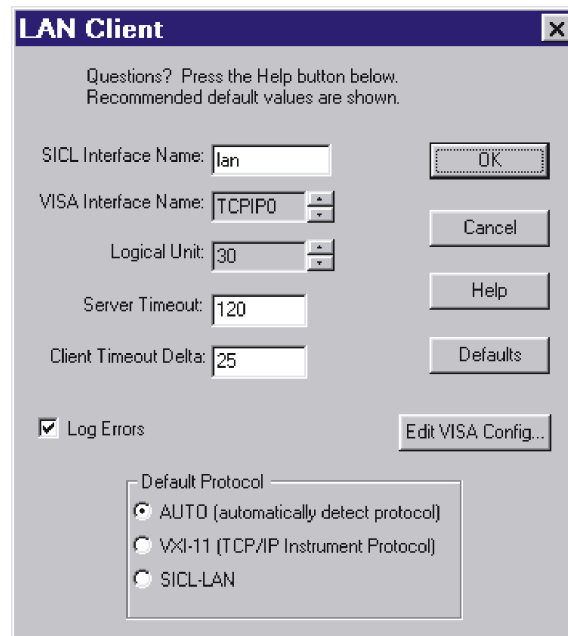 LAN Client
Questions? Press the Help button below.
Recommended default values are shown.
SICL Interface Name: lan
OK
VISA Interface Name: TCPIP0
Cancel
Logical Unit: 30
Help
Server Timeout: 120
Client Timeout Delta: 25
Defaults
Log Errors
Edit VISA Config...
Default Protocol
AUTO (automatically detect protocol)
VXI-11 (TCP/IP Instrument Protocol)
SICL-LAN